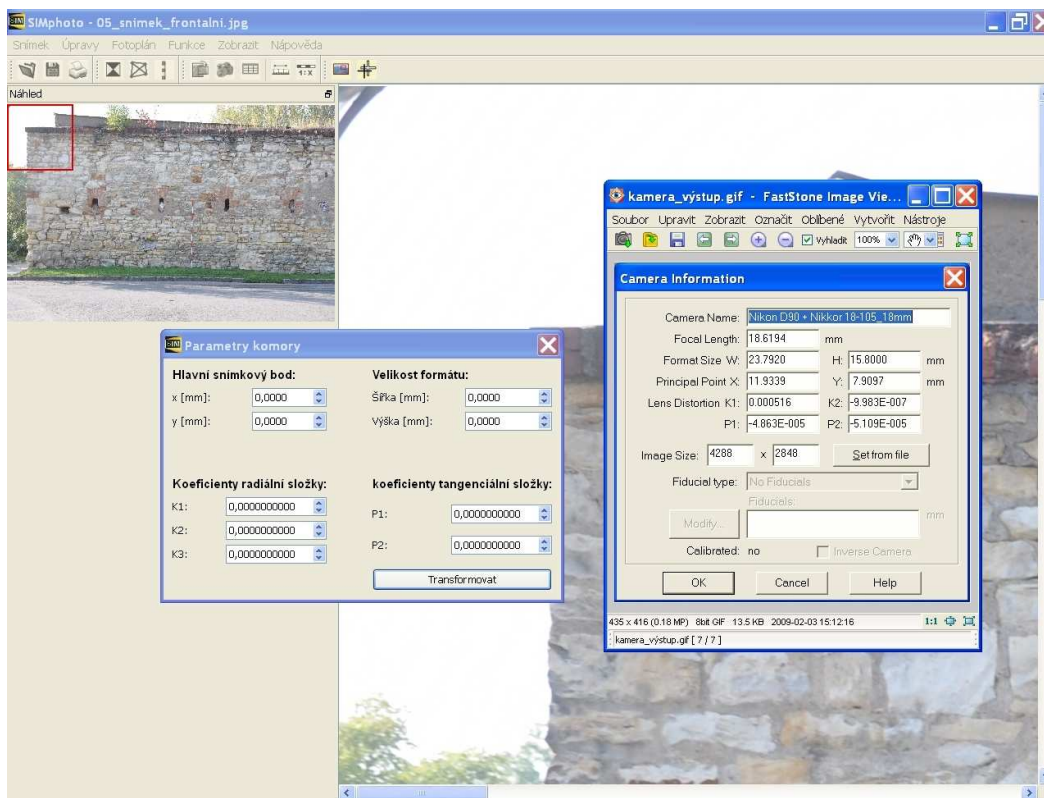 SIMphoto - 05_snimek_frontalni.jpg
Snímek Úpravy Fotoplán Funkce Zobrazit Nápověda
1:X
Náhled
SIM Parametry komory
Hlavní snímkový bod: Velikost formátu:
x [mm]: 0,0000 Šířka [mm]: 0,0000
y [mm]: 0,0000 Výška [mm]: 0,0000
Koeficienty radiální složky: koeficienty tangenciální složky:
K1: 0,0000000000 P1: 0,0000000000
K2: 0,0000000000 P2: 0,0000000000
K3: 0,0000000000
Transformovat
kamera_výstup.gif - FastStone Image Vie...
Soubor Upravit Zobrazit Označit Oblíbené Vytvořit Nástroje
Vyhladit 100%
Camera Information
Camera Name: Nikon D90 + Nikkor 18-105_18mm
Focal Length: 18.6194 mm
Format Size W: 23.7920 H: 15.8000 mm
Principal Point X: 11.9339 Y: 7.9097 mm
Lens Distortion K1: 0.000516 K2: -9.983E-007
P1: -4.863E-005 P2: -5.109E-005
Image Size: 4288 x 2848 Set from file
Fiducial type: No Fiducials
Fiducials:
Modify... mm
Calibrated: no Inverse Camera
OK Cancel Help
435 x 416 (0.18 MP) 8bit GIF 13.5 KB 2009-02-03 15:12:16 1:1
kamera_výstup.gif [ 7 / 7 ]